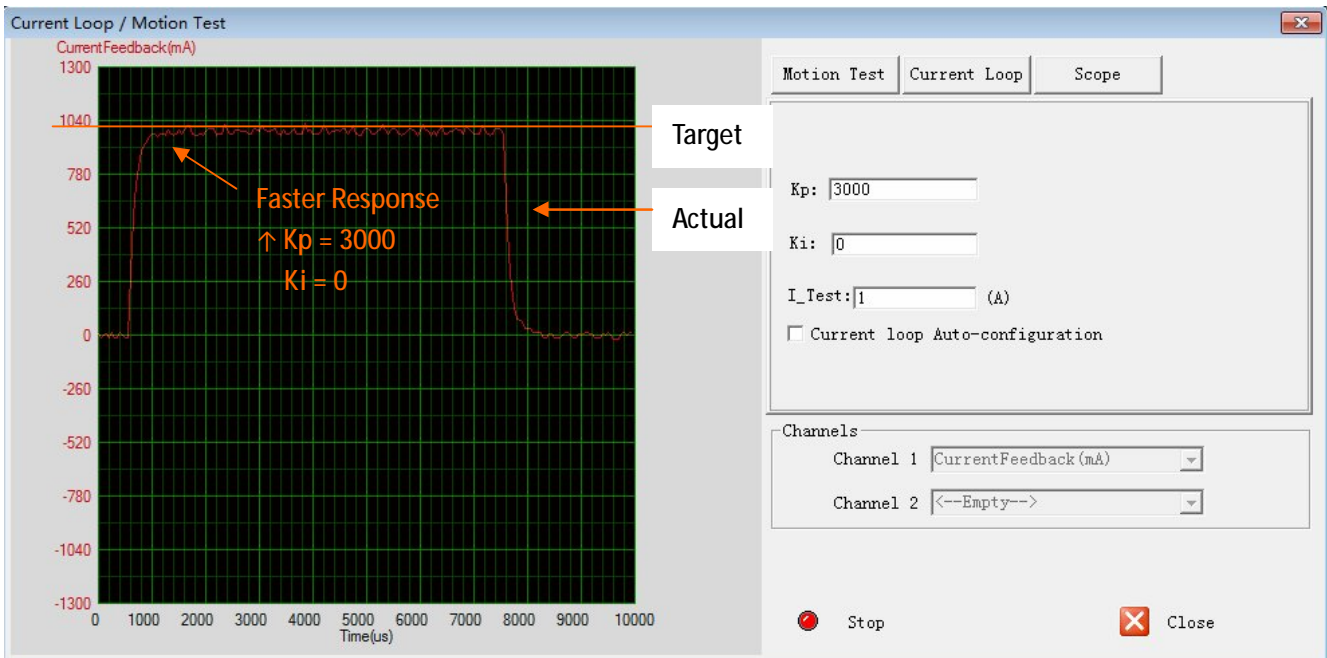 Current Loop / Motion Test
CurrentFeedback(mA)
1300
1040
780
520
260
0
-260
-520
-780
-1040
-1300
0 1000 2000 3000 4000 5000 6000 7000 8000 9000 10000
Time(us)
Faster Response
↑ Kp = 3000
Ki = 0
Target
Actual
Motion Test Current Loop Scope
Kp: 3000
Ki: 0
I_Test: 1 (A)
Current loop Auto-configuration
Channels
Channel 1 CurrentFeedback(mA)
Channel 2 <--Empty-->
Stop Close